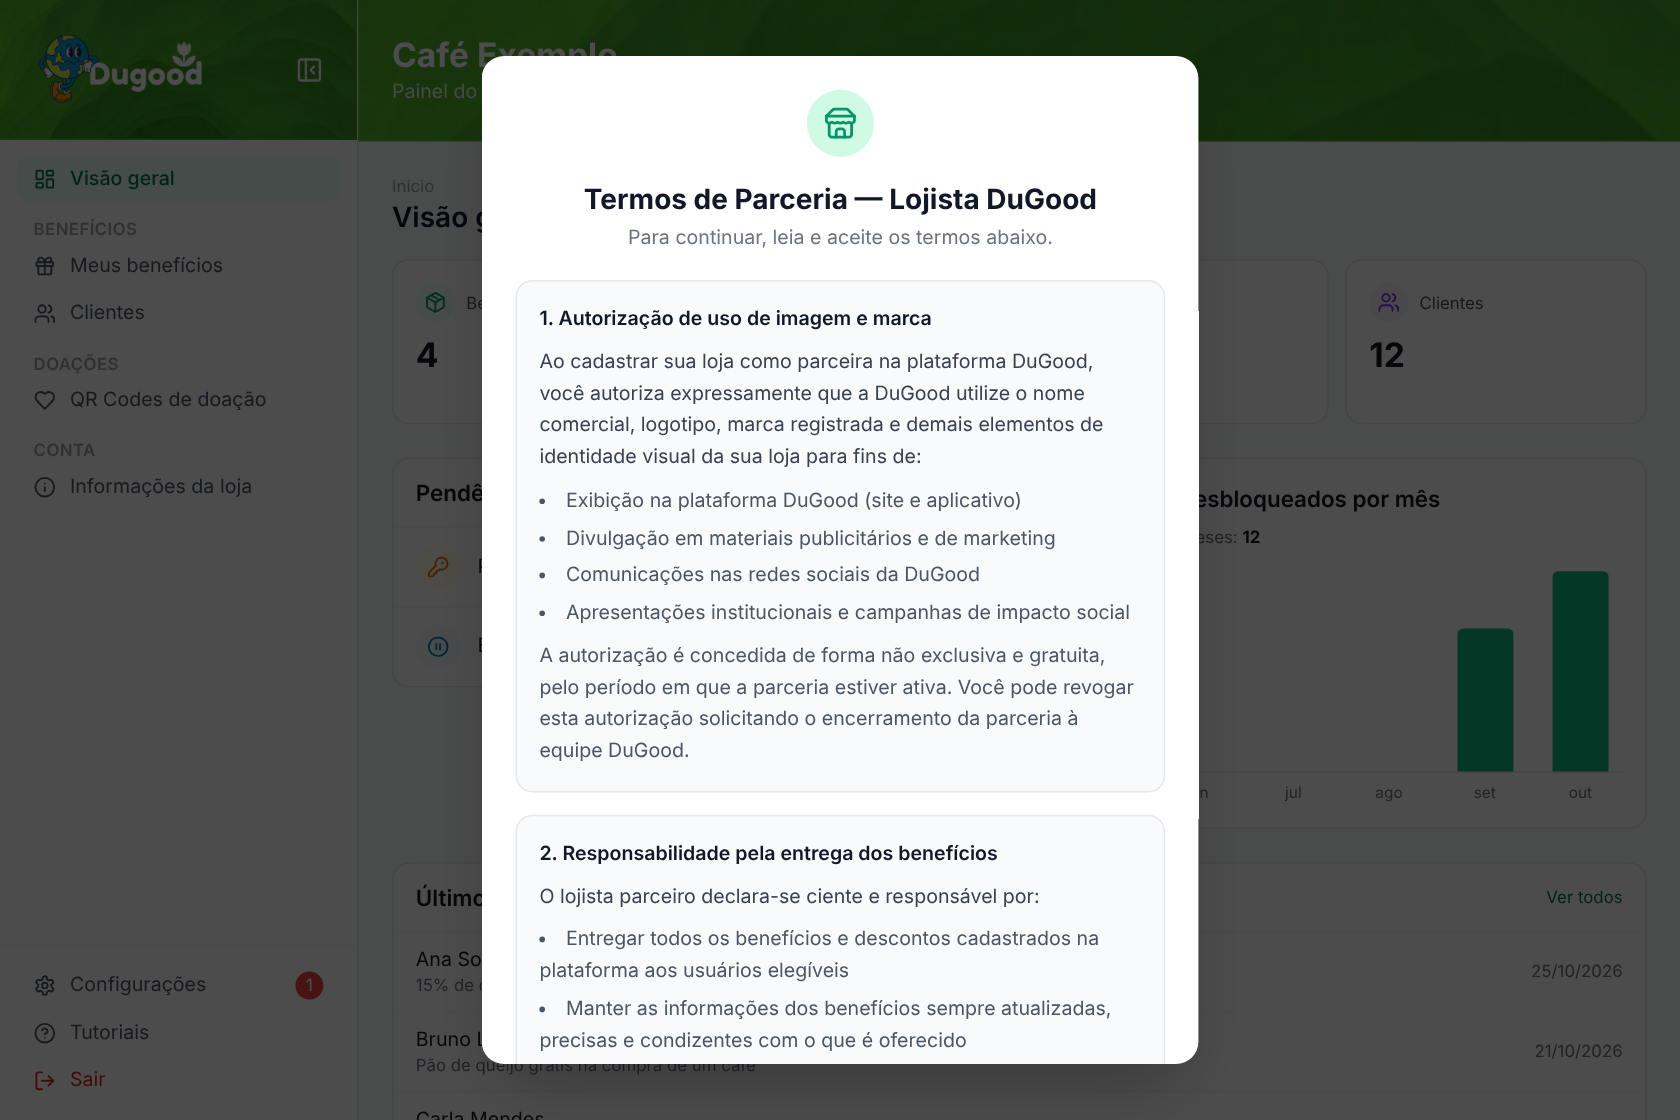 Dugood
Café Exemplo
Painel do
Visão geral
BENEFÍCIOS
Meus benefícios
Clientes
DOAÇÕES
QR Codes de doação
CONTA
Informações da loja
Configurações
1
Tutoriais
Sair
Início
Visão
4
Clientes
12
esbloqueados por mês
eses: 12
jul
ago
set
out
Ver todos
Ana
15% de
25/10/2026
Bruno
Pão de queijo grátis na compra de um café
21/10/2026
Carla Mendes
Termos de Parceria — Lojista DuGood
Para continuar, leia e aceite os termos abaixo.
1. Autorização de uso de imagem e marca
Ao cadastrar sua loja como parceira na plataforma DuGood,
você autoriza expressamente que a DuGood utilize o nome
comercial, logotipo, marca registrada e demais elementos de
identidade visual da sua loja para fins de:
• Exibição na plataforma DuGood (site e aplicativo)
• Divulgação em materiais publicitários e de marketing
• Comunicações nas redes sociais da DuGood
• Apresentações institucionais e campanhas de impacto social
A autorização é concedida de forma não exclusiva e gratuita,
pelo período em que a parceria estiver ativa. Você pode revogar
esta autorização solicitando o encerramento da parceria à
equipe DuGood.
2. Responsabilidade pela entrega dos benefícios
O lojista parceiro declara-se ciente e responsável por:
• Entregar todos os benefícios e descontos cadastrados na
plataforma aos usuários elegíveis
• Manter as informações dos benefícios sempre atualizadas,
precisas e condizentes com o que é oferecido